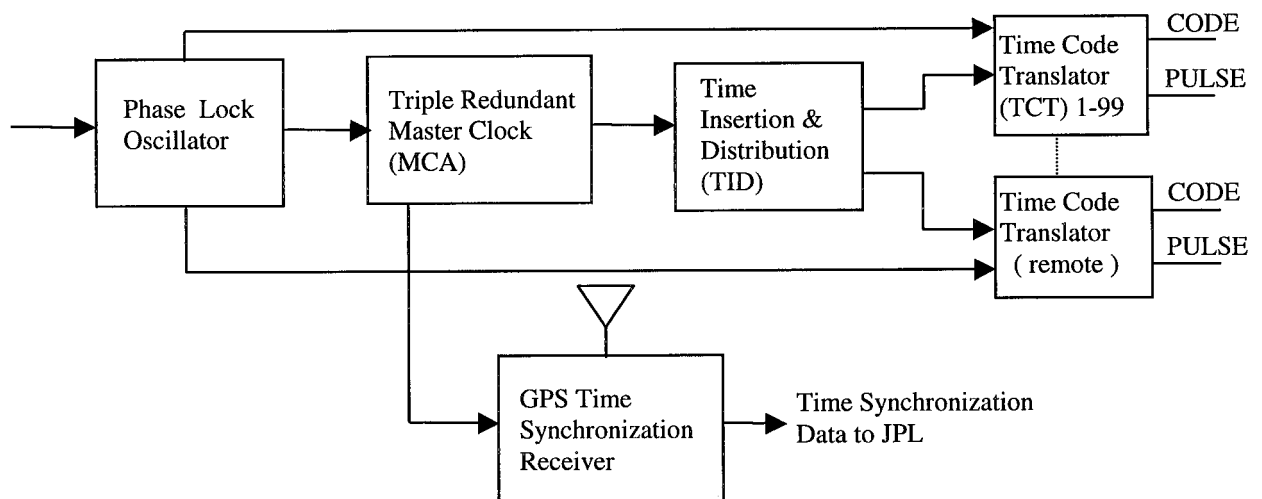 Phase Lock
Oscillator
Triple Redundant
Master Clock
(MCA)
Time
Insertion &
Distribution
(TID)
Time Code
Translator
(TCT) 1-99
CODE
PULSE
Time Code
Translator
( remote )
CODE
PULSE
GPS Time
Synchronization
Receiver
Time Synchronization
Data to JPL